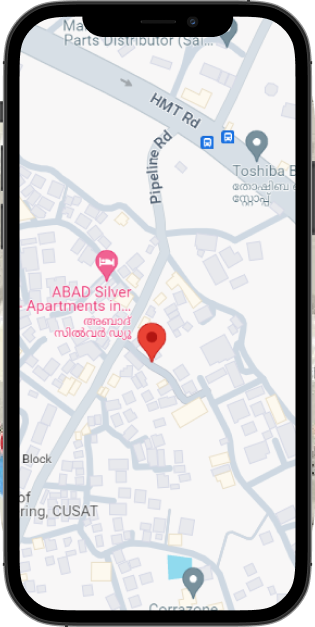 Ma
Parts Distributor (Sai...
HMT Rd
Pipeline Rd
Toshiba B
തോഷിബ
സ്റ്റോപ്പ്
ABAD Silver
Apartments in...
അബാദ്
സിൽവർ ഡ്യൂ
Block
of
ring, CUSAT
Corrazone